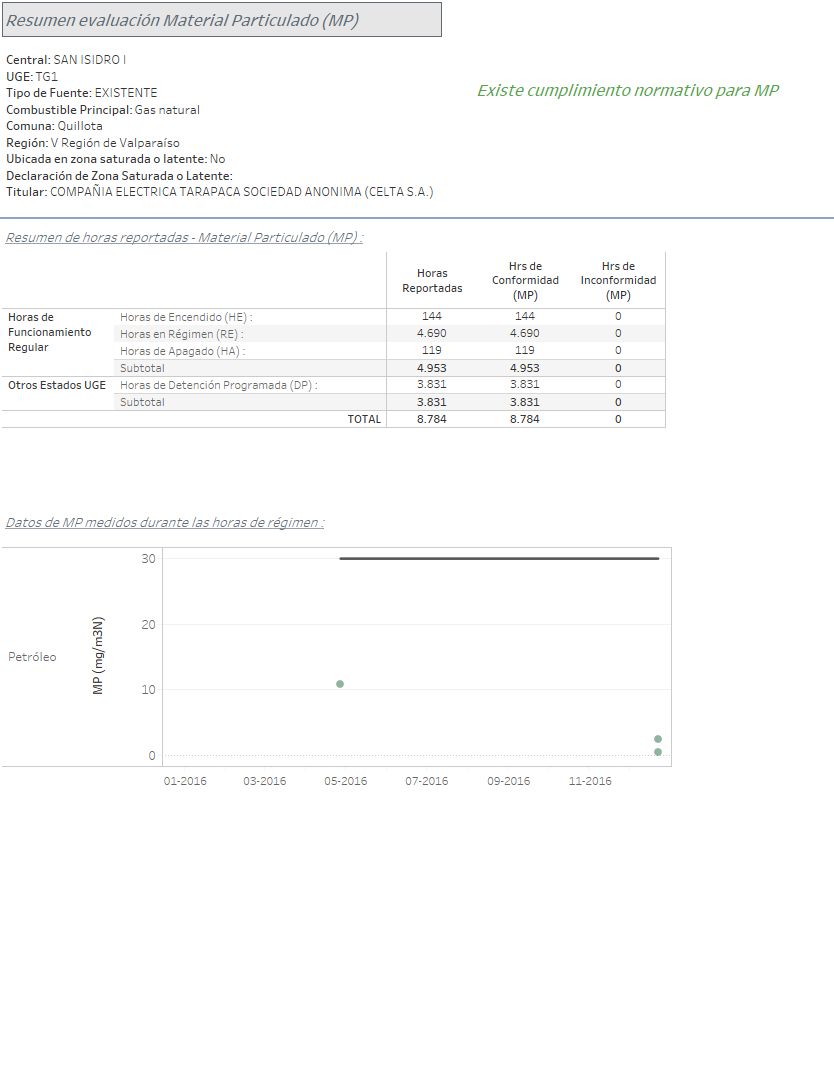 Resumen evaluación Material Particulado (MP)
Central: SAN ISIDRO I
UGE: TG1
Tipo de Fuente: EXISTENTE
Combustible Principal: Gas natural
Comuna: Quillota
Región: V Región de Valparaíso
Ubicada en zona saturada o latente: No
Declaración de Zona Saturada o Latente:
Titular: COMPAÑIA ELECTRICA TARAPACA SOCIEDAD ANONIMA (CELTA S.A.)
Existe cumplimiento normativo para MP
Resumen de horas reportadas - Material Particulado (MP) :
Horas Reportadas Hrs de Conformidad (MP) Hrs de Inconformidad (MP)
Horas de Funcionamiento Regular Horas de Encendido (HE) : 144 144 0
Horas en Régimen (RE) : 4.690 4.690 0
Horas de Apagado (HA) : 119 119 0
Subtotal 4.953 4.953 0
Otros Estados UGE Horas de Detención Programada (DP) : 3.831 3.831 0
Subtotal 3.831 3.831 0
TOTAL 8.784 8.784 0
Datos de MP medidos durante las horas de régimen :
Petróleo
MP (mg/m3N)
30
20
10
0
01-2016 03-2016 05-2016 07-2016 09-2016 11-2016